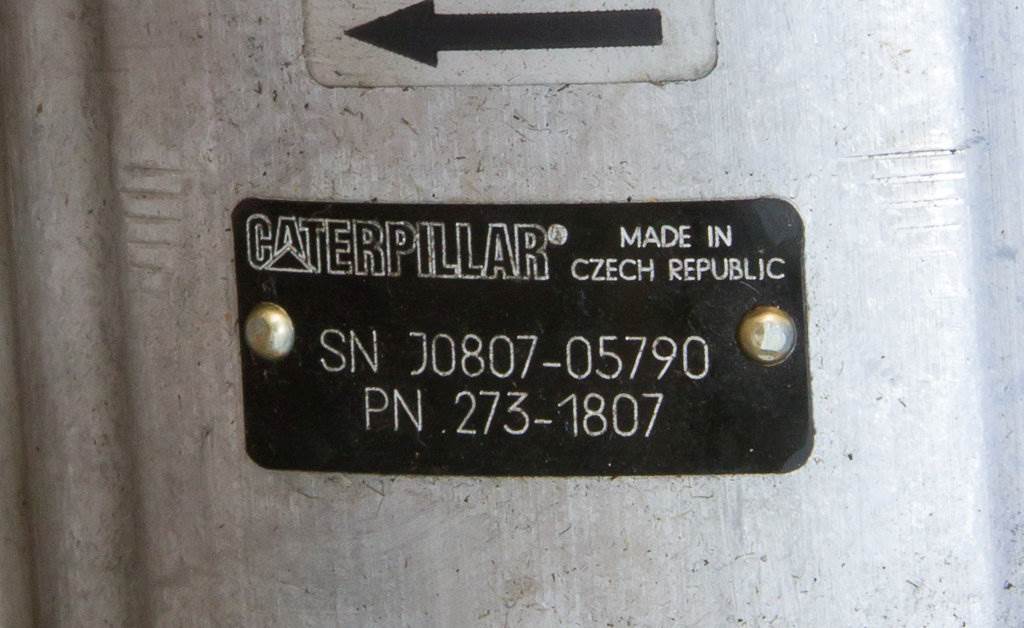 CATERPILLAR® MADE IN
CZECH REPUBLIC
SN J0807-05790
PN 273-1807